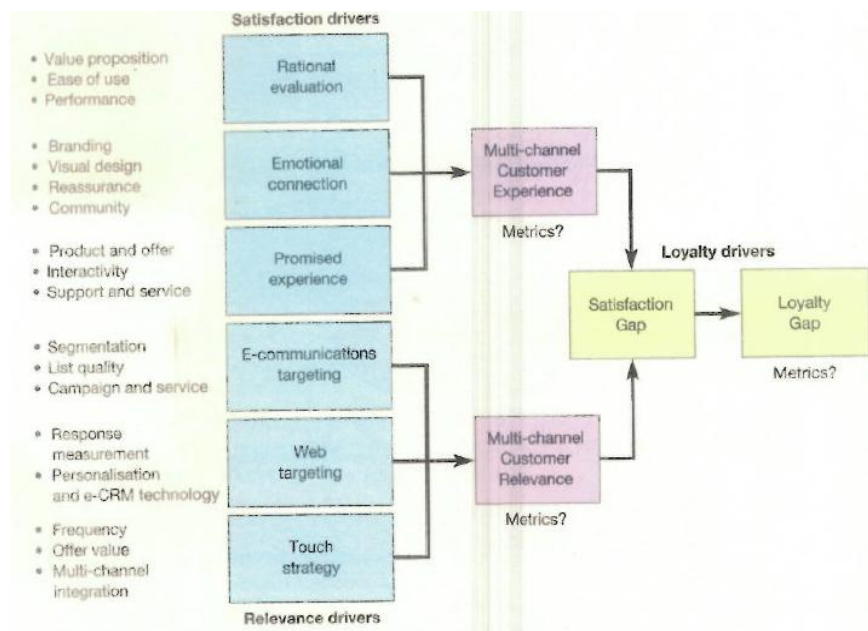 Satisfaction drivers
• Value proposition
• Ease of use
• Performance
Rational
evaluation
• Branding
• Visual design
• Reassurance
• Community
Emotional
connection
Multi-channel
Customer
Experience
Metrics?
• Product and offer
• Interactivity
• Support and service
Promised
experience
Loyalty drivers
Satisfaction
Gap
Loyalty
Gap
Metrics?
• Segmentation
• List quality
• Campaign and service
E-communications
targeting
• Response
measurement
• Personalisation
and e-CRM technology
Web
targeting
Multi-channel
Customer
Relevance
Metrics?
• Frequency
• Offer value
• Multi-channel
integration
Touch
strategy
Relevance drivers